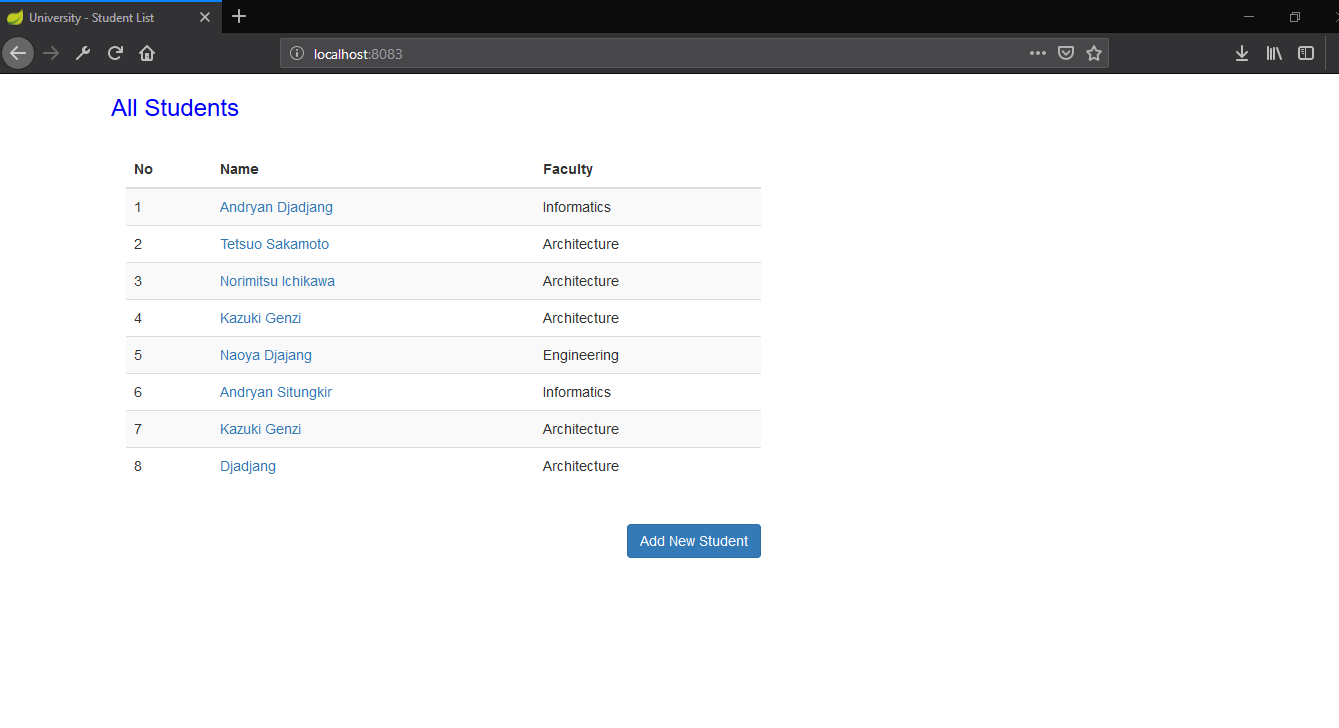 University - Student List
localhost:8083
All Students
No Name Faculty
1 Andryan Djadjang Informatics
2 Tetsuo Sakamoto Architecture
3 Norimitsu Ichikawa Architecture
4 Kazuki Genzi Architecture
5 Naoya Djajang Engineering
6 Andryan Situngkir Informatics
7 Kazuki Genzi Architecture
8 Djadjang Architecture
Add New Student